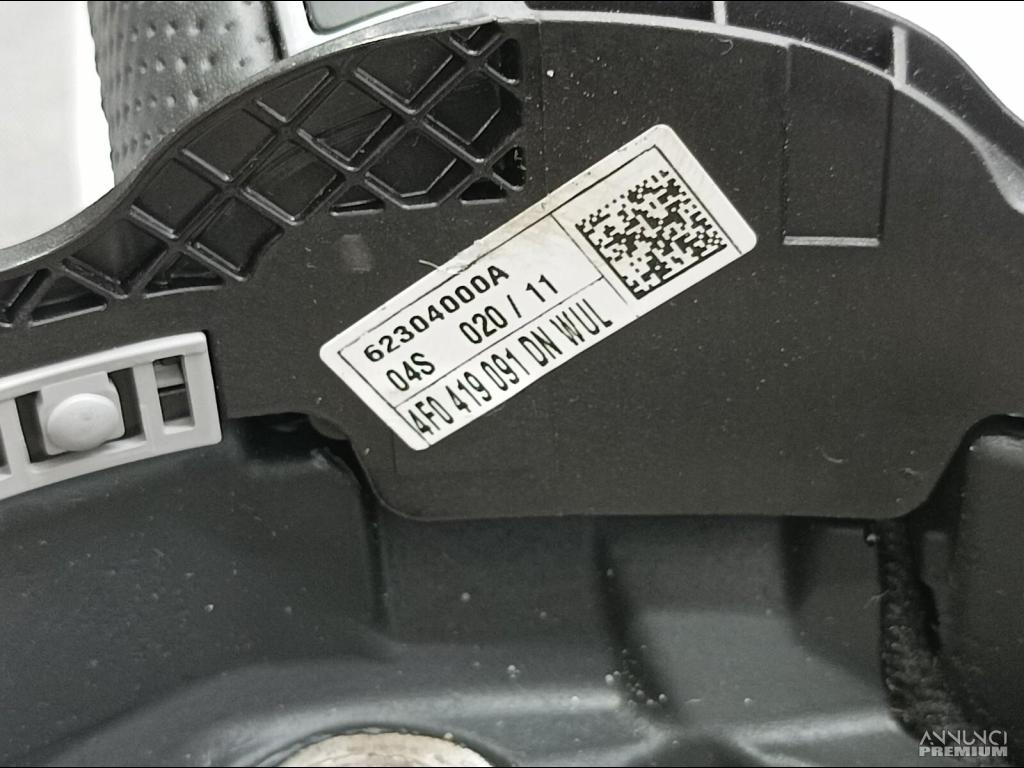 62304000A
04S 020 / 11
4F0 419 091 DN WUL
ANNUNCI
PREMIUM